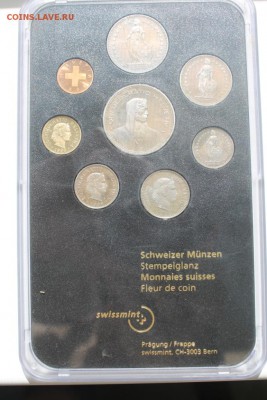 COINS.LAVE.RU
Schweizer Münzen
Stempelglanz
Monnaies suisses
Fleur de coin
swissmint
Prägung / Frappe
swissmint, CH-3003 Bern